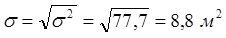 σ = √σ² = √77,7 = 8,8 м²